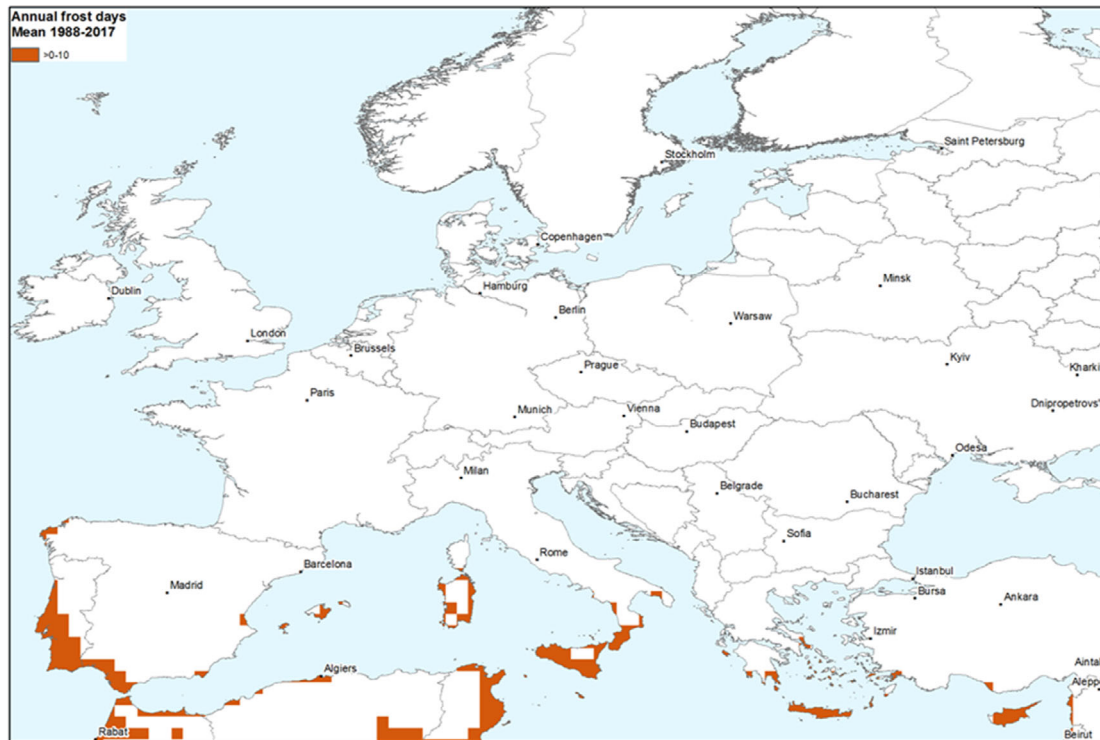 Annual frost days
Mean 1988-2017
>0-10
Saint Petersburg
Stockholm
Copenhagen
Minsk
Dublin
Hamburg
Berlin
Warsaw
London
Brussels
Kyiv
Prague
Kharki
Paris
Dnipropetrovs'
Munich
Vienna
Budapest
Odesa
Milan
Belgrade
Bucharest
Sofia
Rome
Barcelona
Istanbul
Madrid
Bursa
Ankara
Izmir
Aintal
Algiers
Aleppo
Rabat
Beirut